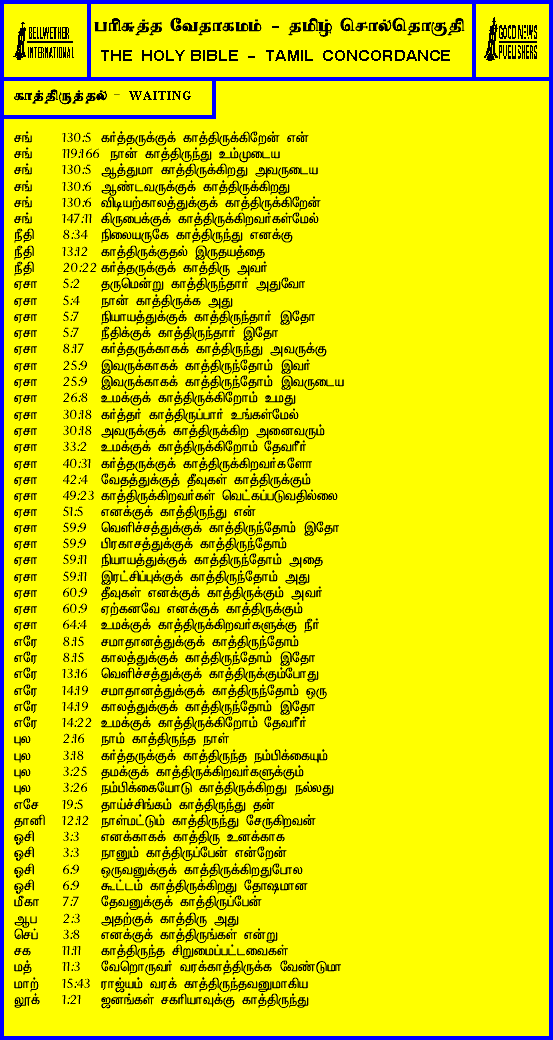 BELLWETHER
INTERNATIONAL
பரிசுத்த வேதாகமம் - தமிழ் சொல்தொகுதி
THE HOLY BIBLE - TAMIL CONCORDANCE
GOOD NEWS
PUBLISHERS
காத்திருத்தல் - WAITING
சங் 130:5 கர்த்தருக்குக் காத்திருக்கிறேன் என்
சங் 119:166 நான் காத்திருந்து உம்முடைய
சங் 130:5 ஆத்துமா காத்திருக்கிறது அவருடைய
சங் 130:6 ஆண்டவருக்குக் காத்திருக்கிறது
சங் 130:6 விடியற்காலத்துக்குக் காத்திருக்கிறேன்
சங் 147:11 கிருபைக்குக் காத்திருக்கிறவர்கள்மேல்
நீதி 8:34 நிலையருகே காத்திருந்து எனக்கு
நீதி 13:12 காத்திருக்குதல் இருதயத்தை
நீதி 20:22 கர்த்தருக்குக் காத்திரு அவர்
ஏசா 5:2 தருமென்று காத்திருந்தார் அதுவோ
ஏசா 5:4 நான் காத்திருக்க அது
ஏசா 5:7 நியாயத்துக்குக் காத்திருந்தார் இதோ
ஏசா 5:7 நீதிக்குக் காத்திருந்தார் இதோ
ஏசா 8:17 கர்த்தருக்காகக் காத்திருந்து அவருக்கு
ஏசா 25:9 இவருக்காகக் காத்திருந்தோம் இவர்
ஏசா 25:9 இவருக்காகக் காத்திருந்தோம் இவருடைய
ஏசா 26:8 உமக்குக் காத்திருக்கிறோம் உமது
ஏசா 30:18 கர்த்தர் காத்திருப்பார் உங்கள்மேல்
ஏசா 30:18 அவருக்குக் காத்திருக்கிற அனைவரும்
ஏசா 33:2 உமக்குக் காத்திருக்கிறோம் தேவரீர்
ஏசா 40:31 கர்த்தருக்குக் காத்திருக்கிறவர்களோ
ஏசா 42:4 வேதத்துக்குத் தீவுகள் காத்திருக்கும்
ஏசா 49:23 காத்திருக்கிறவர்கள் வெட்கப்படுவதில்லை
ஏசா 51:5 எனக்குக் காத்திருந்து என்
ஏசா 59:9 வெளிச்சத்துக்குக் காத்திருந்தோம் இதோ
ஏசா 59:9 பிரகாசத்துக்குக் காத்திருந்தோம்
ஏசா 59:11 நியாயத்துக்குக் காத்திருந்தோம் அதை
ஏசா 59:11 இரட்சிப்புக்குக் காத்திருந்தோம் அது
ஏசா 60:9 தீவுகள் எனக்குக் காத்திருக்கும் அவர்
ஏசா 60:9 ஏற்கனவே எனக்குக் காத்திருக்கும்
ஏசா 64:4 உமக்குக் காத்திருக்கிறவர்களுக்கு நீர்
எரே 8:15 சமாதானத்துக்குக் காத்திருந்தோம்
எரே 8:15 காலத்துக்குக் காத்திருந்தோம் இதோ
எரே 13:16 வெளிச்சத்துக்குக் காத்திருக்கும்போது
எரே 14:19 சமாதானத்துக்குக் காத்திருந்தோம் ஒரு
எரே 14:19 காலத்துக்குக் காத்திருந்தோம் இதோ
எரே 14:22 உமக்குக் காத்திருக்கிறோம் தேவரீர்
புல 2:16 நாம் காத்திருந்த நாள்
புல 3:18 கர்த்தருக்குக் காத்திருந்த நம்பிக்கையும்
புல 3:25 தமக்குக் காத்திருக்கிறவர்களுக்கும்
புல 3:26 நம்பிக்கையோடு காத்திருக்கிறது நல்லது
எசே 19:5 தாய்ச்சிங்கம் காத்திருந்து தன்
தானி 12:12 நாள்மட்டும் காத்திருந்து சேருகிறவன்
ஓசி 3:3 எனக்காகக் காத்திரு உனக்காக
ஓசி 3:3 நானும் காத்திருப்பேன் என்றேன்
ஓசி 6:9 ஒருவனுக்குக் காத்திருக்கிறதுபோல
ஓசி 6:9 கூட்டம் காத்திருக்கிறது தோஷமான
மீகா 7:7 தேவனுக்குக் காத்திருப்பேன்
ஆப 2:3 அதற்குக் காத்திரு அது
செப் 3:8 எனக்குக் காத்திருங்கள் என்று
சக 11:11 காத்திருந்த சிறுமைப்பட்டவைகள்
மத் 11:3 வேறொருவர் வரக்காத்திருக்க வேண்டுமா
மாற் 15:43 ராஜ்யம் வரக் காத்திருந்தவனுமாகிய
லூக் 1:21 ஜனங்கள் சகரியாவுக்கு காத்திருந்து